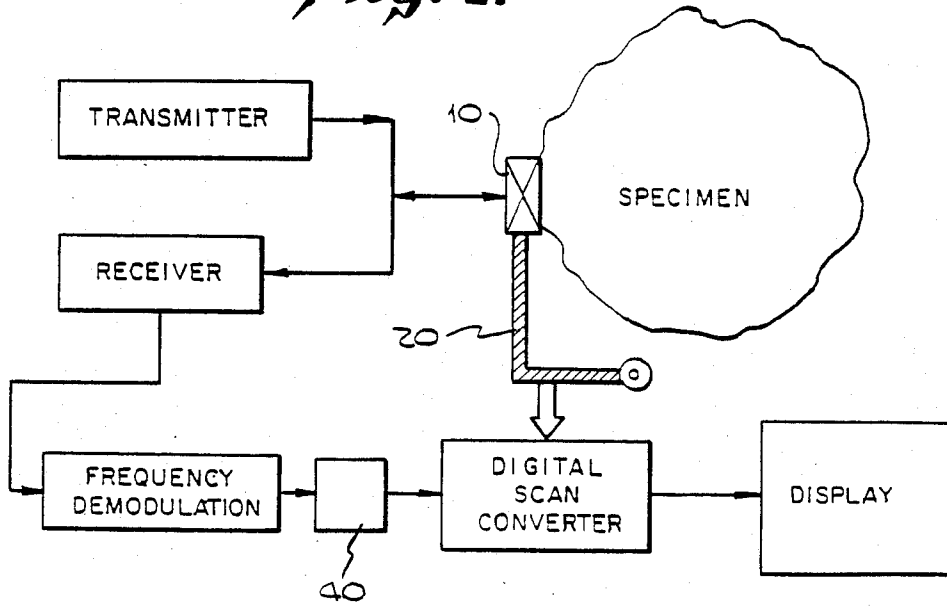 TRANSMITTER
10
SPECIMEN
RECEIVER
20
FREQUENCY
DEMODULATION
DIGITAL
SCAN
CONVERTER
DISPLAY
40